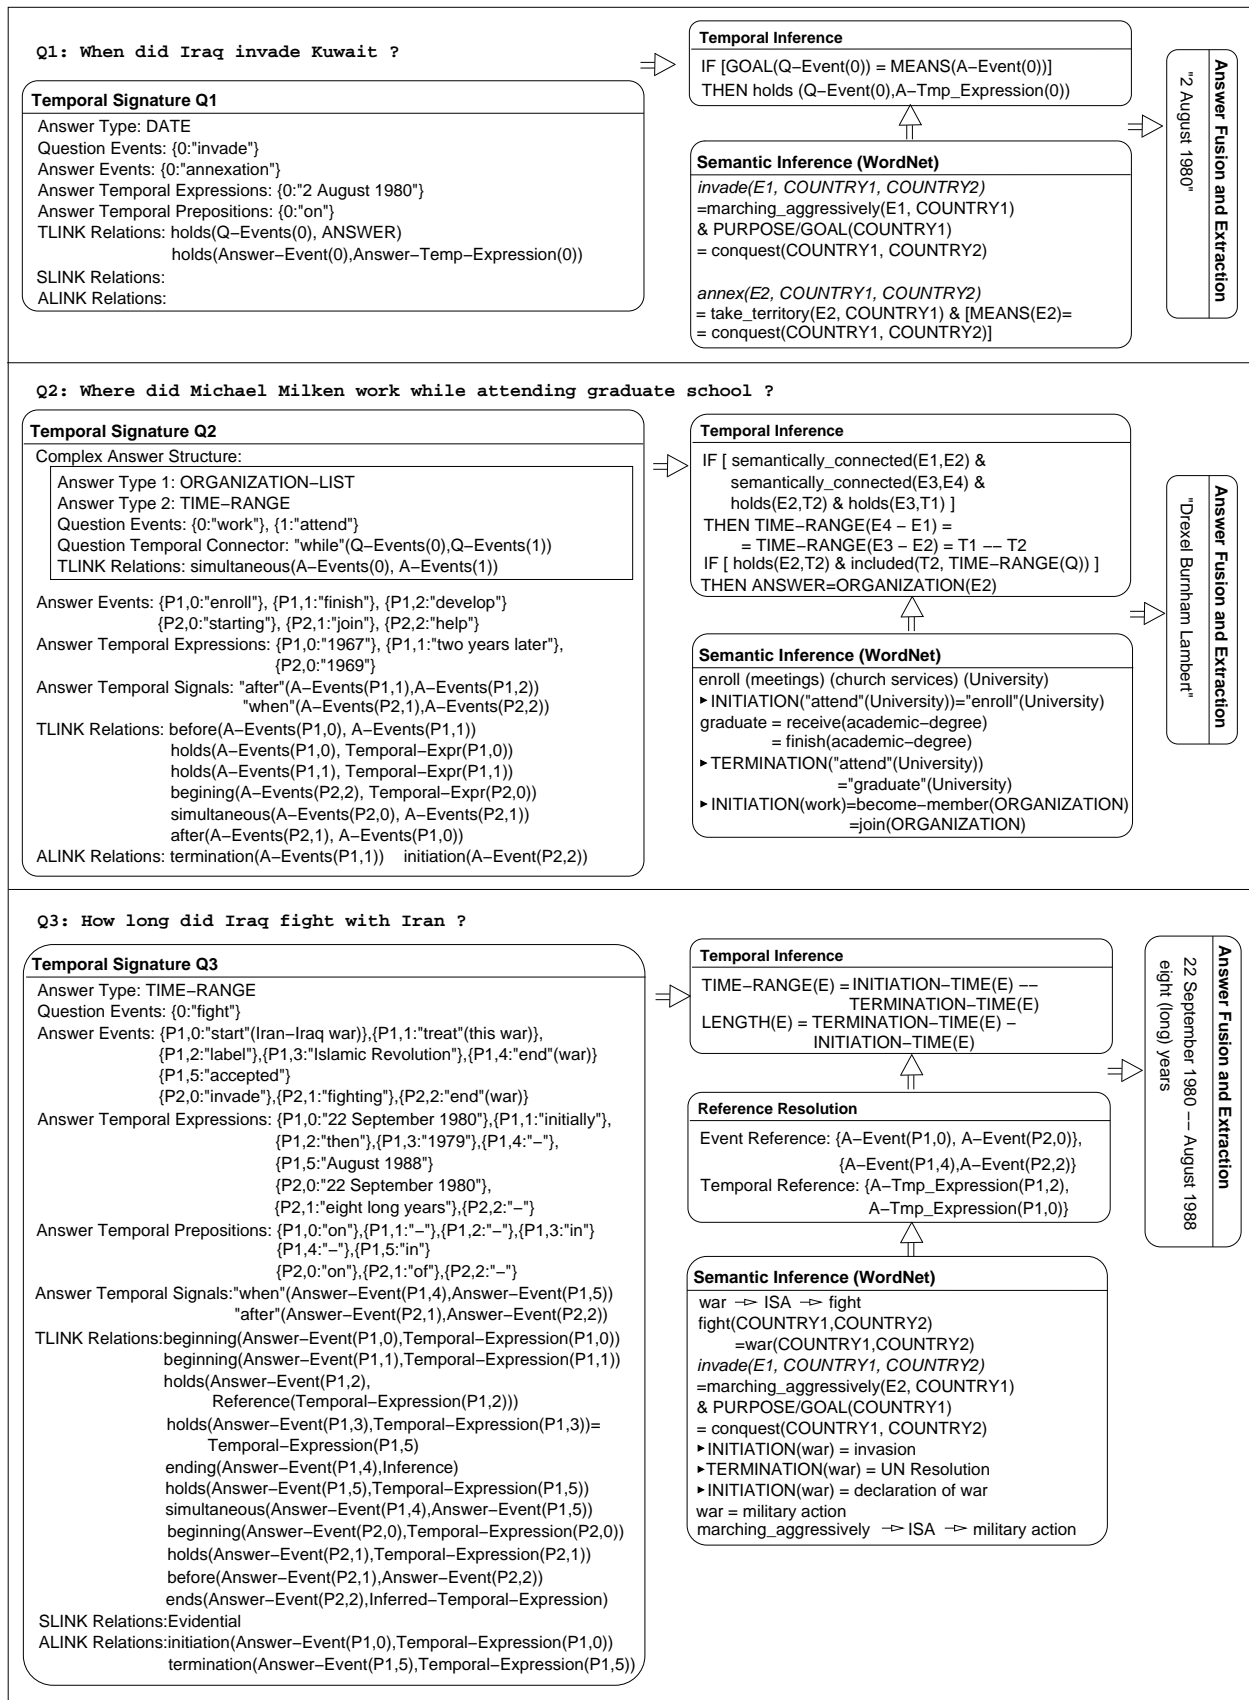 Q1: When did Iraq invade Kuwait ?
Temporal Signature Q1
Answer Type: DATE
Question Events: {0:"invade"}
Answer Events: {0:"annexation"}
Answer Temporal Expressions: {0:"2 August 1980"}
Answer Temporal Prepositions: {0:"on"}
TLINK Relations: holds(Q−Events(0), ANSWER)
holds(Answer−Event(0),Answer−Temp−Expression(0))
SLINK Relations:
ALINK Relations:
Temporal Inference
IF [GOAL(Q−Event(0)) = MEANS(A−Event(0))]
THEN holds (Q−Event(0),A−Tmp_Expression(0))
Semantic Inference (WordNet)
invade(E1, COUNTRY1, COUNTRY2)
=marching_aggressively(E1, COUNTRY1)
& PURPOSE/GOAL(COUNTRY1)
= conquest(COUNTRY1, COUNTRY2)
annex(E2, COUNTRY1, COUNTRY2)
= take_territory(E2, COUNTRY1) & [MEANS(E2)=
= conquest(COUNTRY1, COUNTRY2)]
Answer Fusion and Extraction
"2 August 1980"
Q2: Where did Michael Milken work while attending graduate school ?
Temporal Signature Q2
Complex Answer Structure:
Answer Type 1: ORGANIZATION−LIST
Answer Type 2: TIME−RANGE
Question Events: {0:"work"}, {1:"attend"}
Question Temporal Connector: "while"(Q−Events(0),Q−Events(1))
TLINK Relations: simultaneous(A−Events(0), A−Events(1))
Answer Events: {P1,0:"enroll"}, {P1,1:"finish"}, {P1,2:"develop"}
{P2,0:"starting"}, {P2,1:"join"}, {P2,2:"help"}
Answer Temporal Expressions: {P1,0:"1967"}, {P1,1:"two years later"},
{P2,0:"1969"}
Answer Temporal Signals: "after"(A−Events(P1,1),A−Events(P1,2))
"when"(A−Events(P2,1),A−Events(P2,2))
TLINK Relations: before(A−Events(P1,0), A−Events(P1,1))
holds(A−Events(P1,0), Temporal−Expr(P1,0))
holds(A−Events(P1,1), Temporal−Expr(P1,1))
begining(A−Events(P2,2), Temporal−Expr(P2,0))
simultaneous(A−Events(P2,0), A−Events(P2,1))
after(A−Events(P2,1), A−Events(P1,0))
ALINK Relations: termination(A−Events(P1,1)) initiation(A−Event(P2,2))
Temporal Inference
IF [ semantically_connected(E1,E2) &
semantically_connected(E3,E4) &
holds(E2,T2) & holds(E3,T1) ]
THEN TIME−RANGE(E4 − E1) =
= TIME−RANGE(E3 − E2) = T1 −− T2
IF [ holds(E2,T2) & included(T2, TIME−RANGE(Q)) ]
THEN ANSWER=ORGANIZATION(E2)
Semantic Inference (WordNet)
enroll (meetings) (church services) (University)
▸INITIATION("attend"(University))="enroll"(University)
graduate = receive(academic−degree)
= finish(academic−degree)
▸TERMINATION("attend"(University))
="graduate"(University)
▸INITIATION(work)=become−member(ORGANIZATION)
=join(ORGANIZATION)
Answer Fusion and Extraction
"Drexel Burnham Lambert"
Q3: How long did Iraq fight with Iran ?
Temporal Signature Q3
Answer Type: TIME−RANGE
Question Events: {0:"fight"}
Answer Events: {P1,0:"start"(Iran−Iraq war)},{P1,1:"treat"(this war)},
{P1,2:"label"},{P1,3:"Islamic Revolution"},{P1,4:"end"(war)}
{P1,5:"accepted"}
{P2,0:"invade"},{P2,1:"fighting"},{P2,2:"end"(war)}
Answer Temporal Expressions: {P1,0:"22 September 1980"},{P1,1:"initially"},
{P1,2:"then"},{P1,3:"1979"},{P1,4:"−"},
{P1,5:"August 1988"}
{P2,0:"22 September 1980"},
{P2,1:"eight long years"},{P2,2:"−"}
Answer Temporal Prepositions: {P1,0:"on"},{P1,1:"−"},{P1,2:"−"},{P1,3:"in"}
{P1,4:"−"},{P1,5:"in"}
{P2,0:"on"},{P2,1:"of"},{P2,2:"−"}
Answer Temporal Signals:"when"(Answer−Event(P1,4),Answer−Event(P1,5))
"after"(Answer−Event(P2,1),Answer−Event(P2,2))
TLINK Relations:beginning(Answer−Event(P1,0),Temporal−Expression(P1,0))
beginning(Answer−Event(P1,1),Temporal−Expression(P1,1))
holds(Answer−Event(P1,2),
Reference(Temporal−Expression(P1,2)))
holds(Answer−Event(P1,3),Temporal−Expression(P1,3))=
Temporal−Expression(P1,5)
ending(Answer−Event(P1,4),Inference)
holds(Answer−Event(P1,5),Temporal−Expression(P1,5))
simultaneous(Answer−Event(P1,4),Answer−Event(P1,5))
beginning(Answer−Event(P2,0),Temporal−Expression(P2,0))
holds(Answer−Event(P2,1),Temporal−Expression(P2,1))
before(Answer−Event(P2,1),Answer−Event(P2,2))
ends(Answer−Event(P2,2),Inferred−Temporal−Expression)
SLINK Relations:Evidential
ALINK Relations:initiation(Answer−Event(P1,0),Temporal−Expression(P1,0))
termination(Answer−Event(P1,5),Temporal−Expression(P1,5))
Temporal Inference
TIME−RANGE(E) = INITIATION−TIME(E) −−
TERMINATION−TIME(E)
LENGTH(E) = TERMINATION−TIME(E) −
INITIATION−TIME(E)
Reference Resolution
Event Reference: {A−Event(P1,0), A−Event(P2,0)},
{A−Event(P1,4),A−Event(P2,2)}
Temporal Reference: {A−Tmp_Expression(P1,2),
A−Tmp_Expression(P1,0)}
Semantic Inference (WordNet)
war −▷ ISA −▷ fight
fight(COUNTRY1,COUNTRY2)
=war(COUNTRY1,COUNTRY2)
invade(E1, COUNTRY1, COUNTRY2)
=marching_aggressively(E2, COUNTRY1)
& PURPOSE/GOAL(COUNTRY1)
= conquest(COUNTRY1, COUNTRY2)
▸INITIATION(war) = invasion
▸TERMINATION(war) = UN Resolution
▸INITIATION(war) = declaration of war
war = military action
marching_aggressively −▷ ISA −▷ military action
Answer Fusion and Extraction
22 September 1980 −− August 1988
eight (long) years